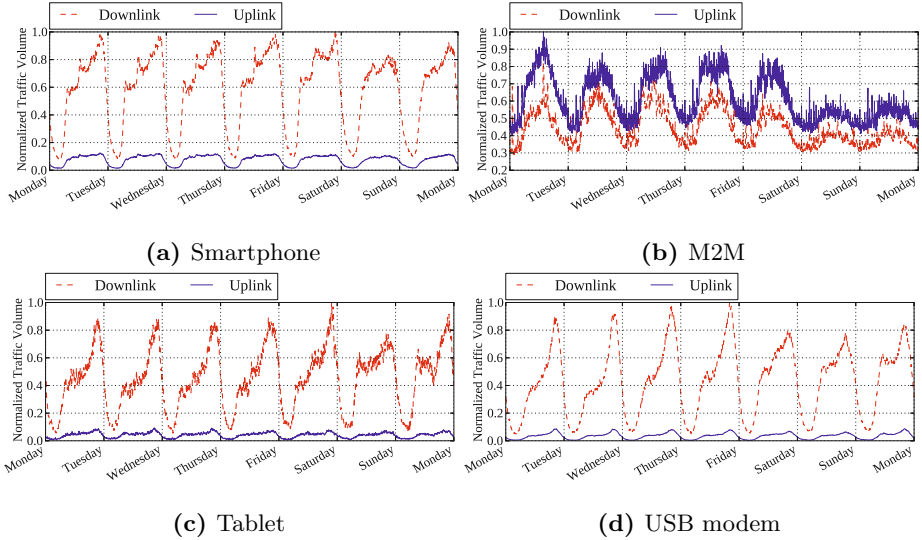 Downlink Uplink
Normalized Traffic Volume
1.0
0.8
0.6
0.4
0.2
0.0
Monday Tuesday Wednesday Thursday Friday Saturday Sunday Monday
(a) Smartphone
Downlink Uplink
Normalized Traffic Volume
1.0
0.9
0.8
0.7
0.6
0.5
0.4
0.3
0.2
Monday Tuesday Wednesday Thursday Friday Saturday Sunday Monday
(b) M2M
Downlink Uplink
Normalized Traffic Volume
1.0
0.8
0.6
0.4
0.2
0.0
Monday Tuesday Wednesday Thursday Friday Saturday Sunday Monday
(c) Tablet
Downlink Uplink
Normalized Traffic Volume
1.0
0.8
0.6
0.4
0.2
0.0
Monday Tuesday Wednesday Thursday Friday Saturday Sunday Monday
(d) USB modem